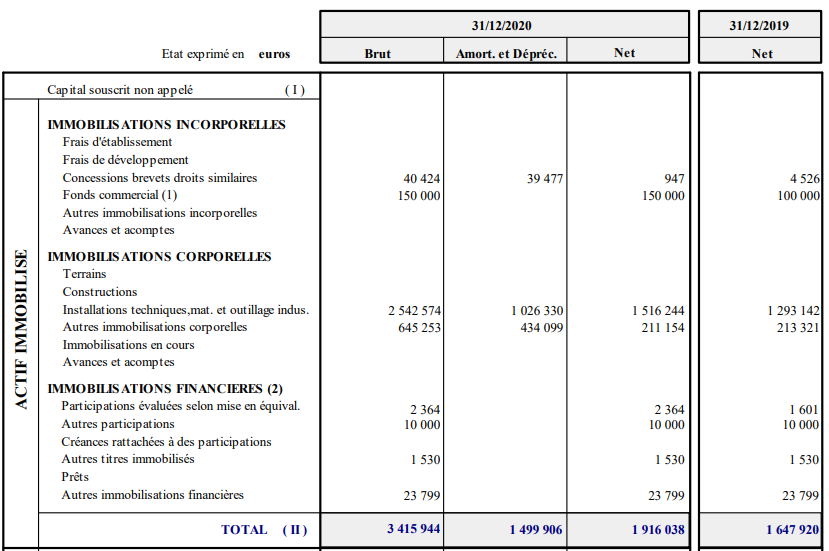 31/12/2020 31/12/2019
Etat exprimé en euros Brut Amort. et Dépréc. Net Net
Capital souscrit non appelé ( I )
ACTIF IMMOBILISE
IMMOBILISATIONS INCORPORELLES
Frais d'établissement
Frais de développement
Concessions brevets droits similaires 40 424 39 477 947 4 526
Fonds commercial (1) 150 000 150 000 100 000
Autres immobilisations incorporelles
Avances et acomptes
IMMOBILISATIONS CORPORELLES
Terrains
Constructions
Installations techniques,mat. et outillage indus. 2 542 574 1 026 330 1 516 244 1 293 142
Autres immobilisations corporelles 645 253 434 099 211 154 213 321
Immobilisations en cours
Avances et acomptes
IMMOBILISATIONS FINANCIERES (2)
Participations évaluées selon mise en équival. 2 364 2 364 1 601
Autres participations 10 000 10 000 10 000
Créances rattachées à des participations
Autres titres immobilisés 1 530 1 530 1 530
Prêts
Autres immobilisations financières 23 799 23 799 23 799
TOTAL ( II ) 3 415 944 1 499 906 1 916 038 1 647 920